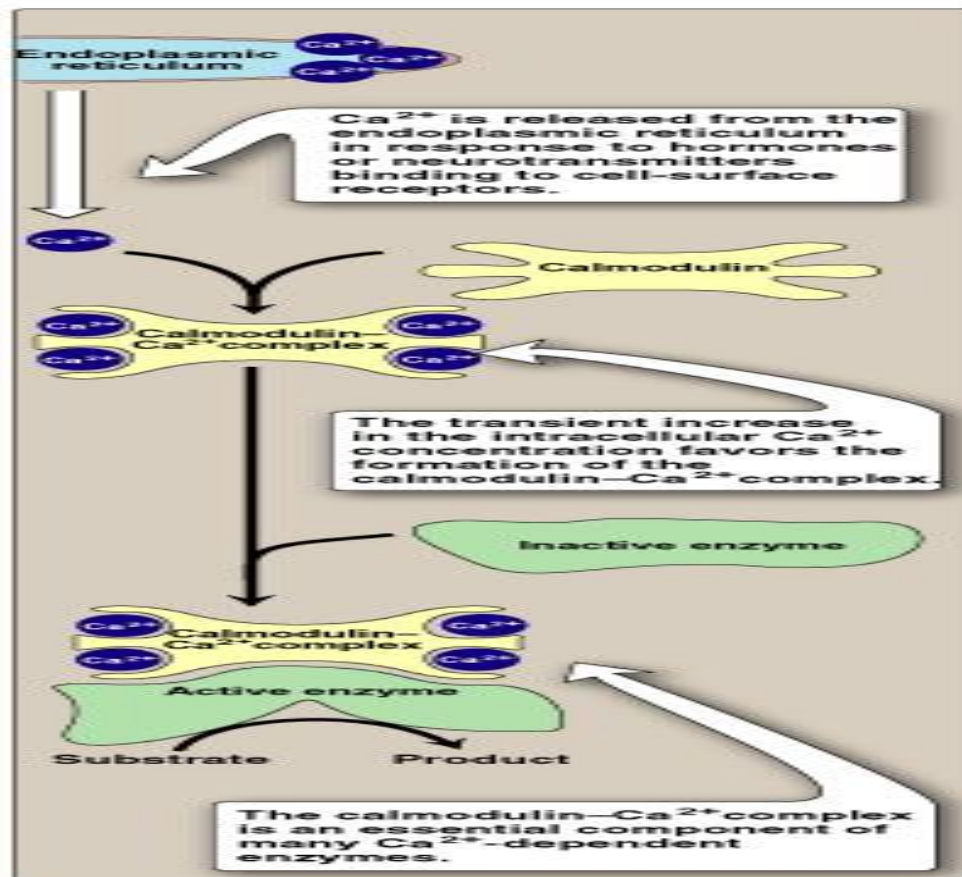 Ca²⁺
Ca²⁺
Ca²⁺
Endoplasmic
reticulum
Ca²⁺ is released from the
endoplasmic reticulum
in response to hormones
or neurotransmitters
binding to cell-surface
receptors.
Ca²⁺
Calmodulin
Ca²⁺
Ca²⁺
Calmodulin–
Ca²⁺complex
Ca²⁺
Ca²⁺
The transient increase
in the intracellular Ca²⁺
concentration favors the
formation of the
calmodulin–Ca²⁺complex.
Inactive enzyme
Ca²⁺
Ca²⁺
Calmodulin–
Ca²⁺complex
Ca²⁺
Ca²⁺
Active enzyme
Substrate
Product
The calmodulin–Ca²⁺complex
is an essential component of
many Ca²⁺-dependent
enzymes.